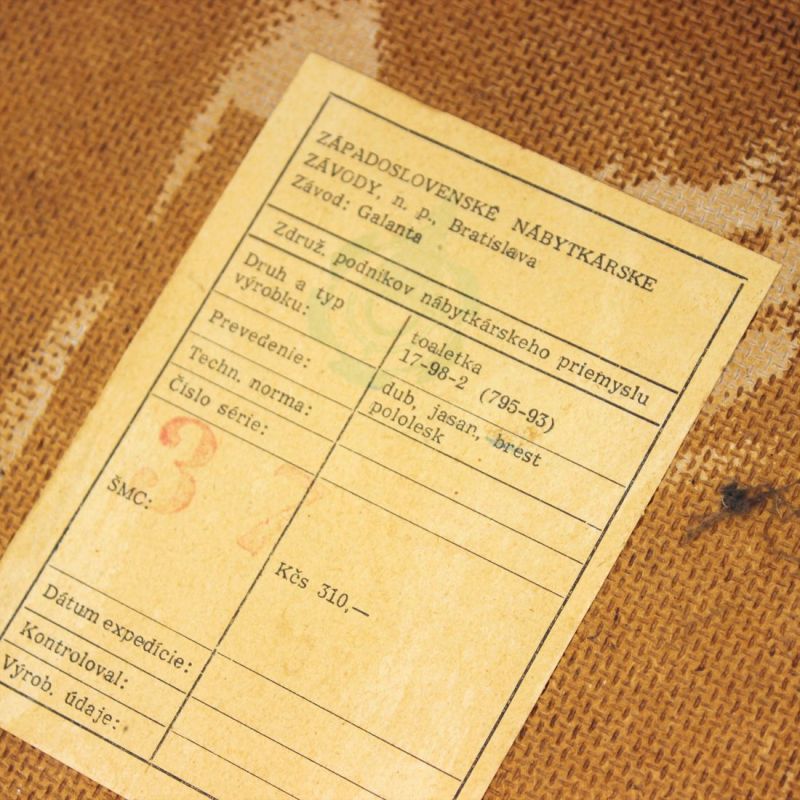 ZÁPADOSLOVENSKÉ NÁBYTKÁRSKE
ZÁVODY, n. p., Bratislava
Závod: Galanta
Združ. podnikov nábytkárskeho priemyslu
Druh a typ
výrobku:
toaletka
17-98-2 (795-93)
Prevedenie:
dub, jasan, brest
pololesk
Techn. norma:
Číslo série:
37
ŠMC:
Kčs 310,—
Dátum expedície:
Kontroloval:
Výrob. údaje: